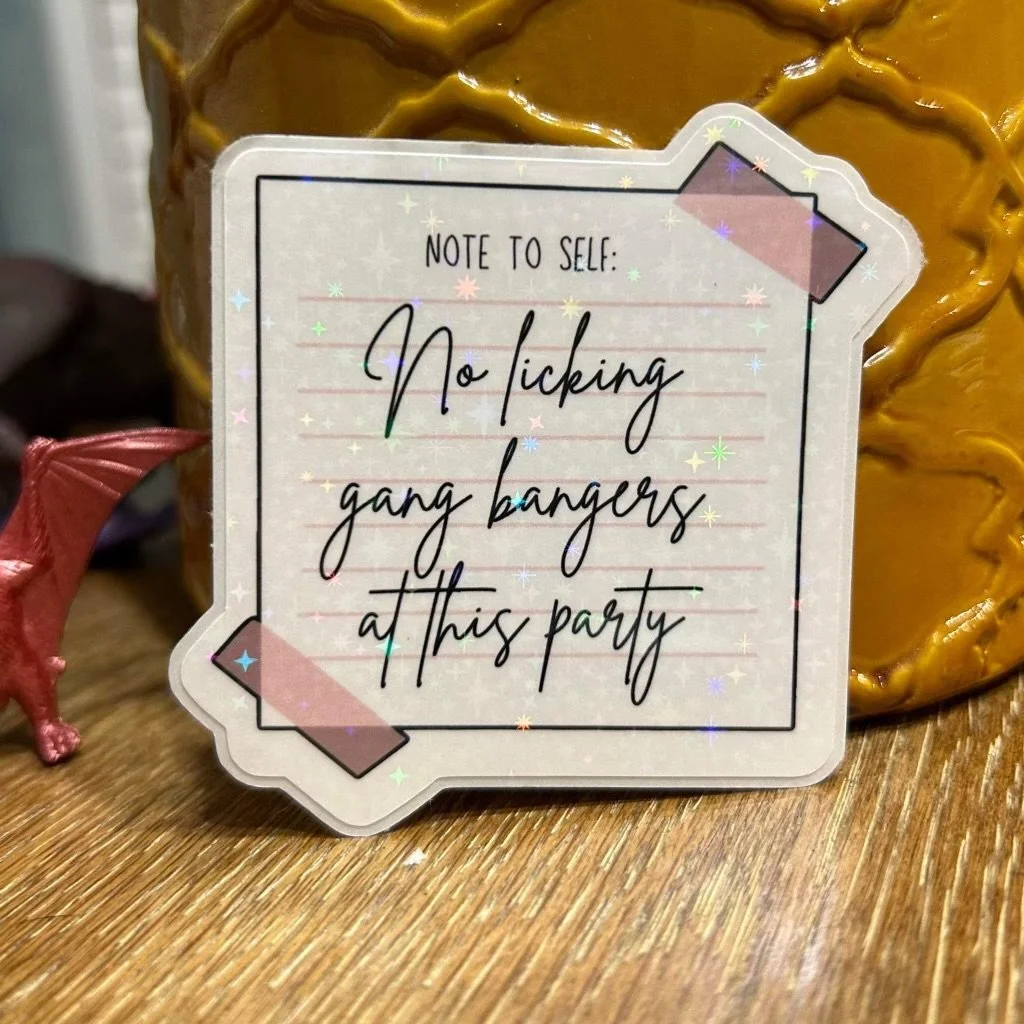 NOTE TO SELF:
No licking
gang bangers
at this party